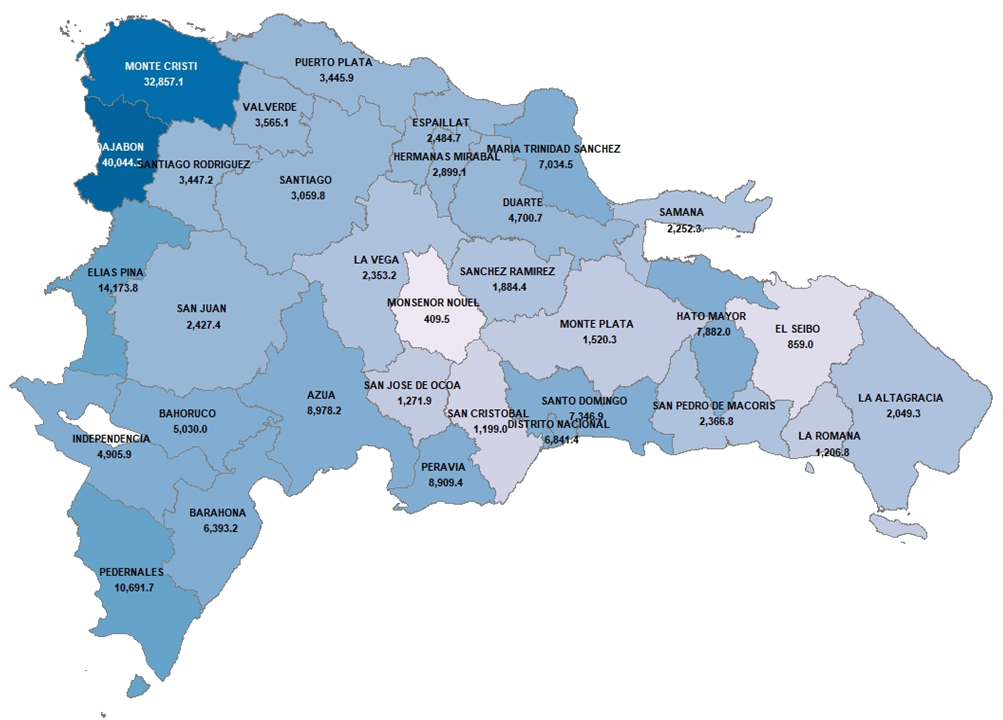 MONTE CRISTI
32,857.1
PUERTO PLATA
3,445.9
VALVERDE
3,565.1
DAJABON
40,044.
SANTIAGO RODRIGUEZ
3,447.2
SANTIAGO
3,059.8
ESPAILLAT
2,484.7
HERMANAS MIRABAL
2,899.1
MARIA TRINIDAD SANCHEZ
7,034.5
DUARTE
4,700.7
SAMANA
2,252.3
ELIAS PINA
14,173.8
SAN JUAN
2,427.4
LA VEGA
2,353.2
SANCHEZ RAMIREZ
1,884.4
MONSENOR NOUEL
409.5
MONTE PLATA
1,520.3
HATO MAYOR
7,882.0
EL SEIBO
859.0
LA ALTAGRACIA
2,049.3
AZUA
8,978.2
SAN JOSE DE OCOA
1,271.9
SAN CRISTOBAL
1,199.0
SANTO DOMINGO
7,346.9
DISTRITO NACIONAL
6,841.4
SAN PEDRO DE MACORIS
2,366.8
LA ROMANA
1,206.8
BAHORUCO
5,030.0
INDEPENDENCIA
4,905.9
PERAVIA
8,909.4
BARAHONA
6,393.2
PEDERNALES
10,691.7